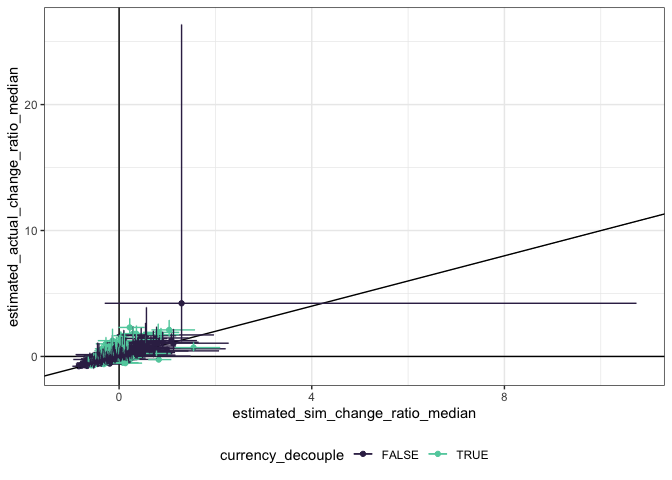 estimated_actual_change_ratio_median
20
10
0
0
4
8
estimated_sim_change_ratio_median
currency_decouple FALSE TRUE